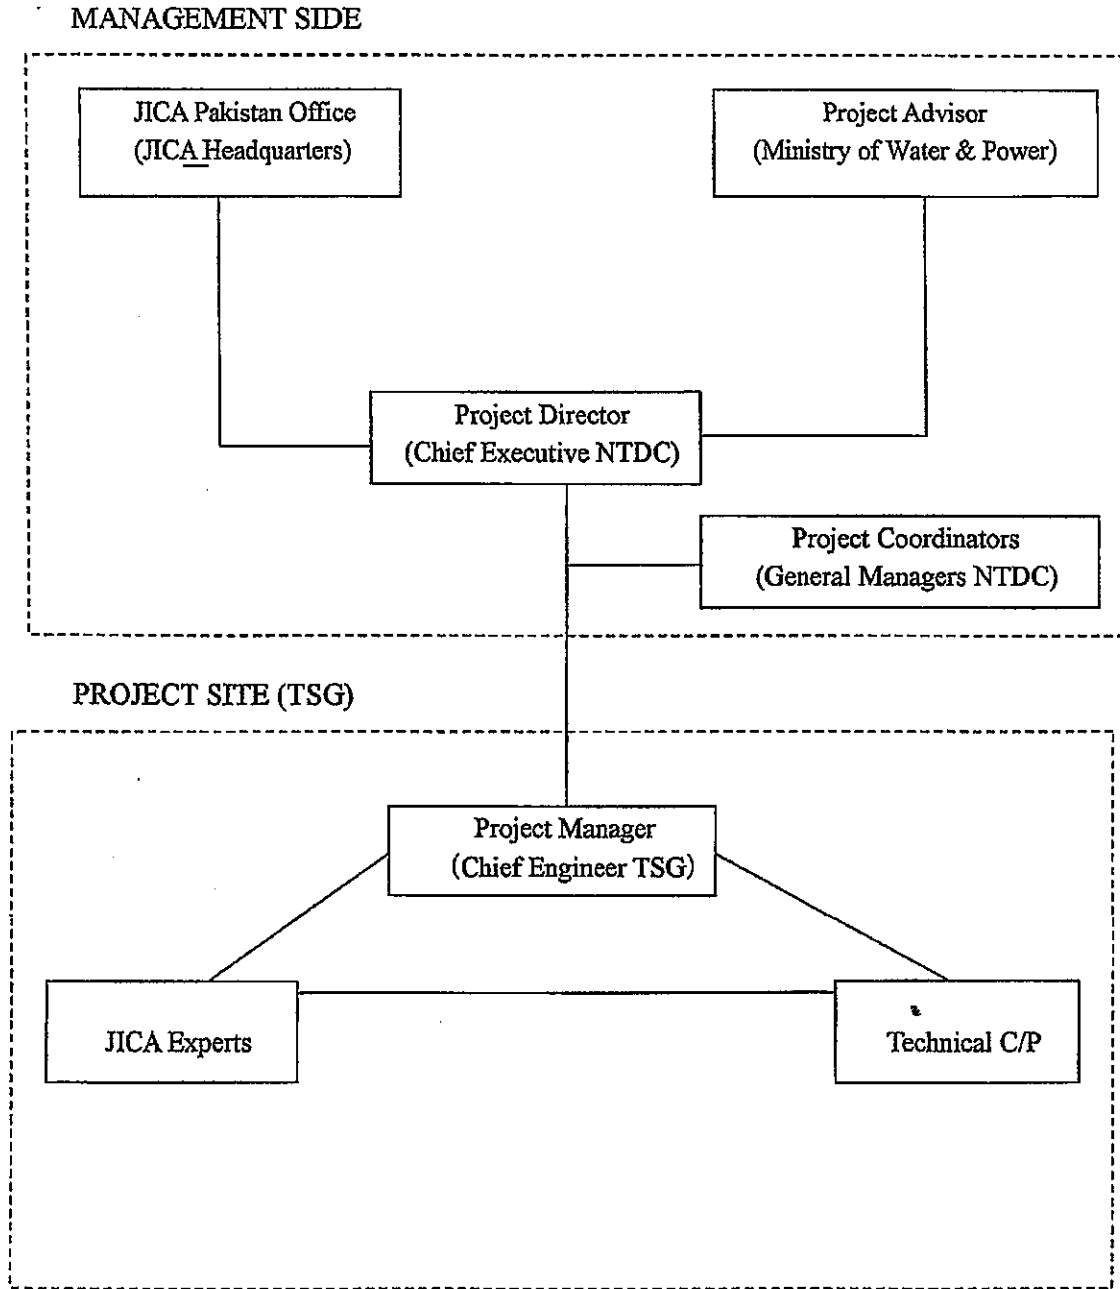 MANAGEMENT SIDE
JICA Pakistan Office
(JICA Headquarters)
Project Advisor
(Ministry of Water & Power)
Project Director
(Chief Executive NTDC)
Project Coordinators
(General Managers NTDC)
PROJECT SITE (TSG)
Project Manager
(Chief Engineer TSG)
JICA Experts
Technical C/P